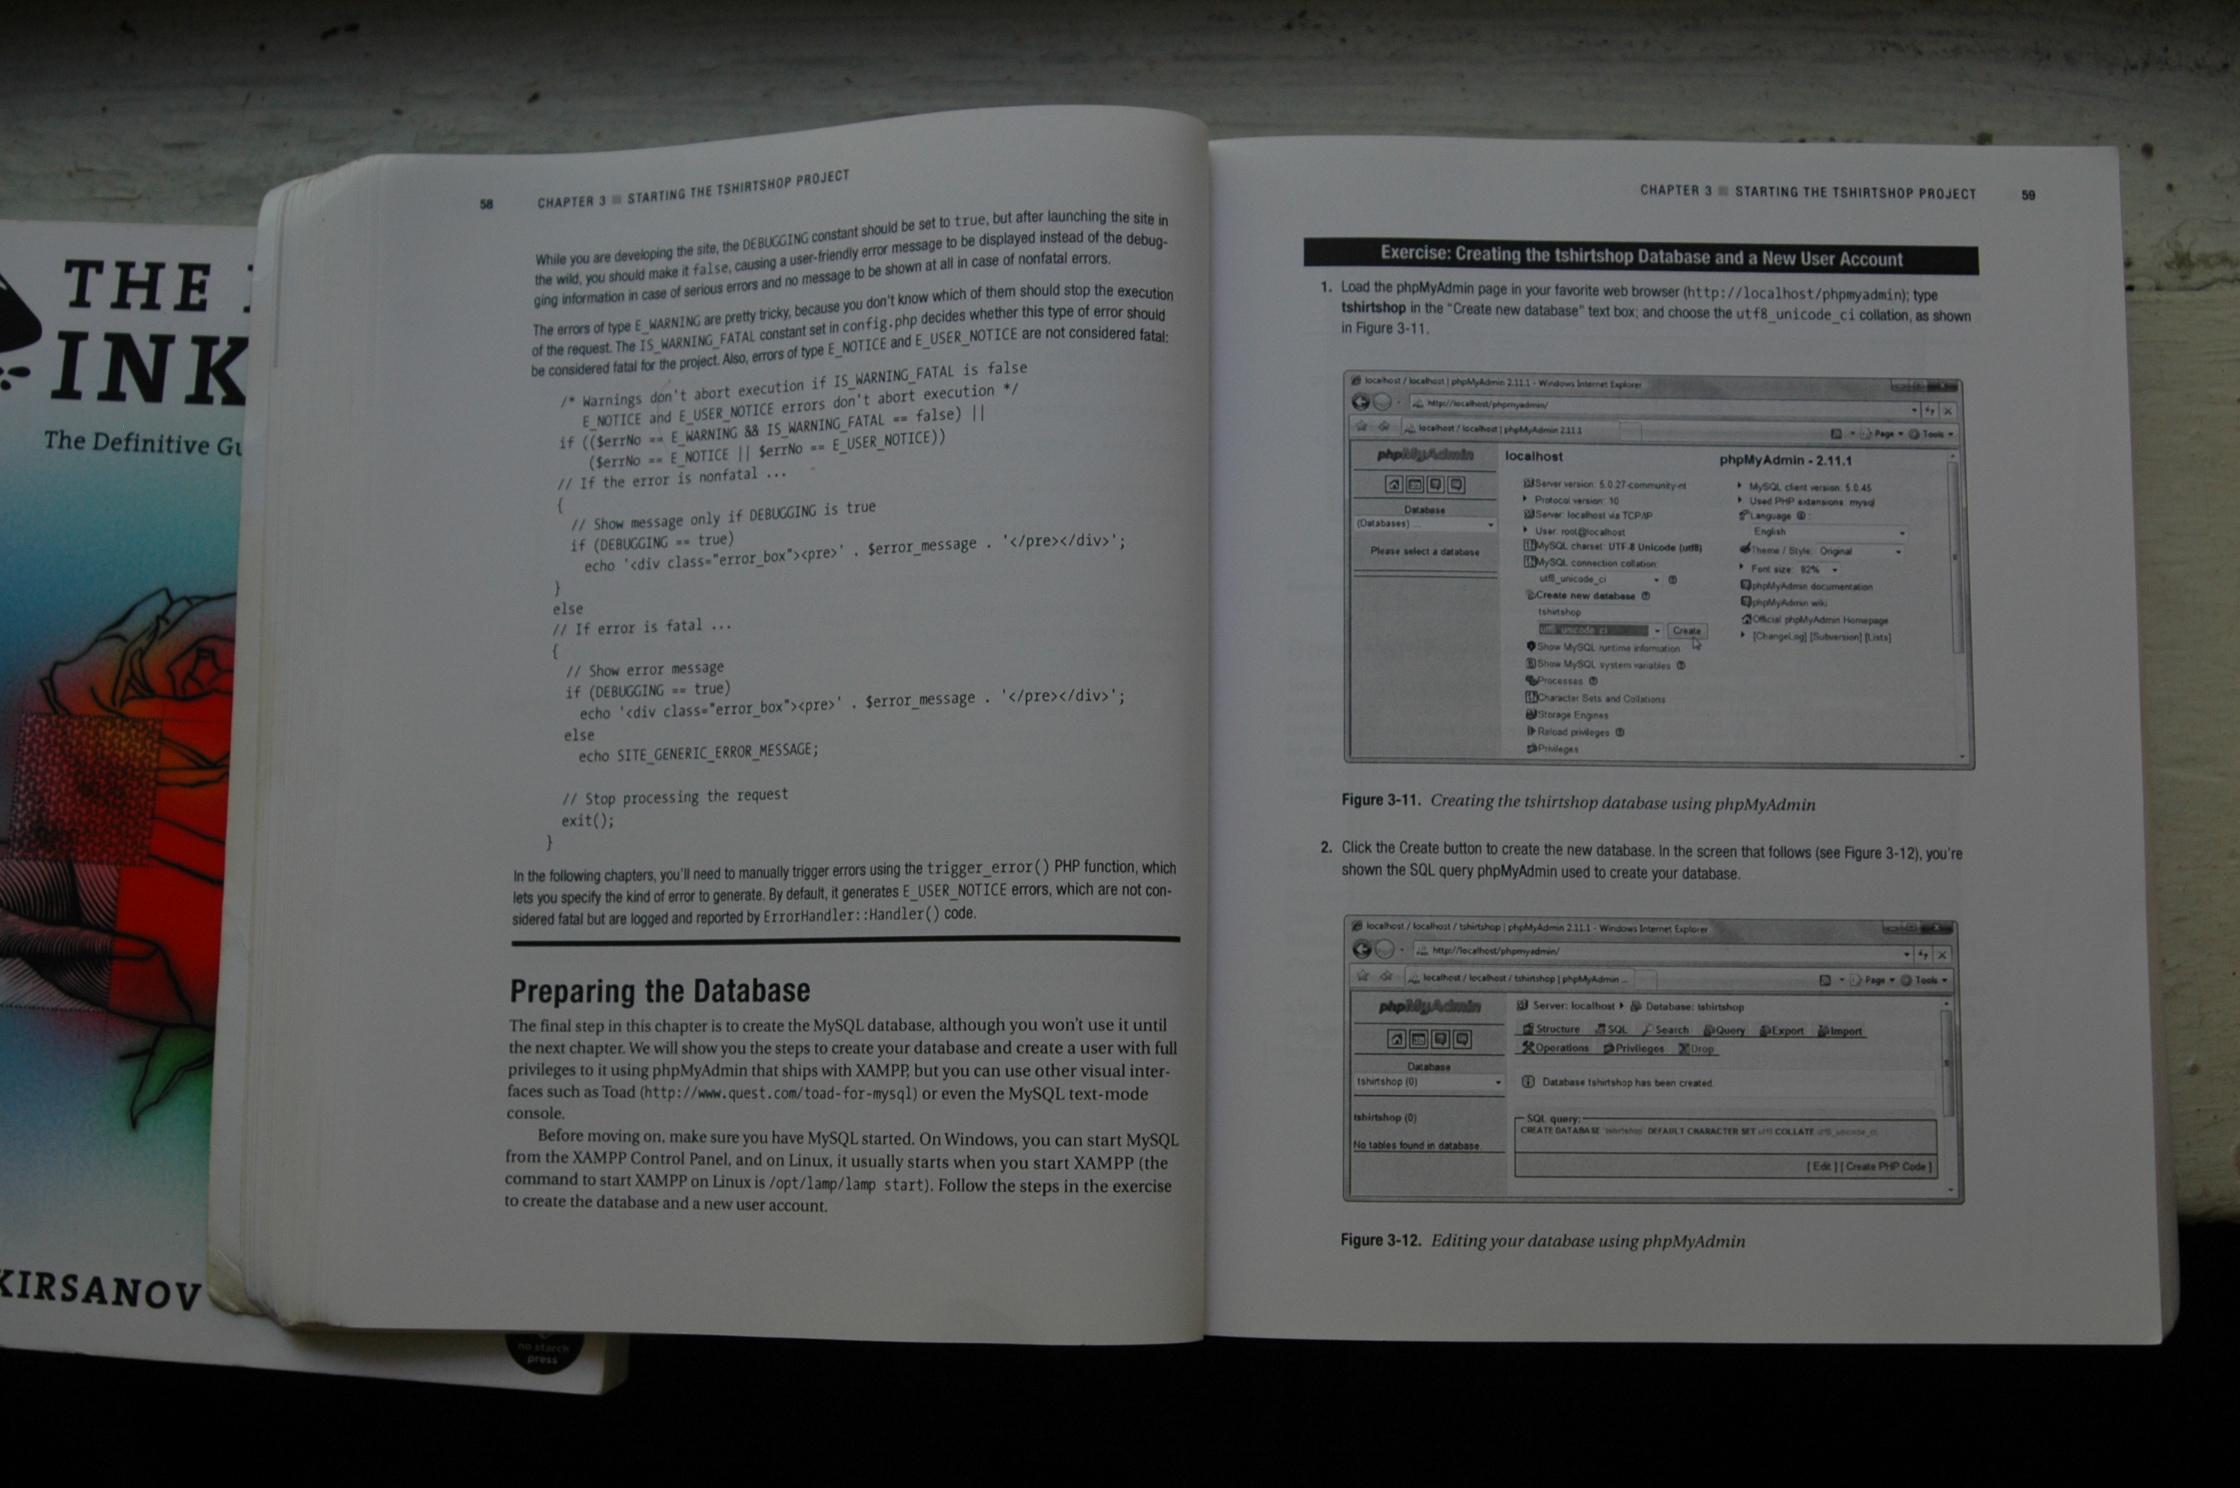 THE
INK
The Definitive Gu
KIRSANOV
no starch
press
58 CHAPTER 3 ■ STARTING THE TSHIRTSHOP PROJECT
While you are developing the site, the DEBUGGING constant should be set to true, but after launching the site in
the wild, you should make it false, causing a user-friendly error message to be displayed instead of the debug-
ging information in case of serious errors and no message to be shown at all in case of nonfatal errors.
The errors of type E_WARNING are pretty tricky, because you don't know which of them should stop the execution
of the request. The IS_WARNING_FATAL constant set in config.php decides whether this type of error should
be considered fatal for the project. Also, errors of type E_NOTICE and E_USER_NOTICE are not considered fatal:
/* Warnings don't abort execution if IS_WARNING_FATAL is false
E_NOTICE and E_USER_NOTICE errors don't abort execution */
if (($errNo == E_WARNING && IS_WARNING_FATAL == false) ||
($errNo == E_NOTICE || $errNo == E_USER_NOTICE))
// If the error is nonfatal ...
{
// Show message only if DEBUGGING is true
if (DEBUGGING == true)
echo '<div class="error_box"><pre>' . $error_message . '</pre></div>';
}
else
// If error is fatal ...
{
// Show error message
if (DEBUGGING == true)
echo '<div class="error_box"><pre>' . $error_message . '</pre></div>';
else
echo SITE_GENERIC_ERROR_MESSAGE;
// Stop processing the request
exit();
}
In the following chapters, you'll need to manually trigger errors using the trigger_error() PHP function, which
lets you specify the kind of error to generate. By default, it generates E_USER_NOTICE errors, which are not con-
sidered fatal but are logged and reported by ErrorHandler::Handler() code.
Preparing the Database
The final step in this chapter is to create the MySQL database, although you won't use it until
the next chapter. We will show you the steps to create your database and create a user with full
privileges to it using phpMyAdmin that ships with XAMPP, but you can use other visual inter-
faces such as Toad (http://www.quest.com/toad-for-mysql) or even the MySQL text-mode
console.
Before moving on, make sure you have MySQL started. On Windows, you can start MySQL
from the XAMPP Control Panel, and on Linux, it usually starts when you start XAMPP (the
command to start XAMPP on Linux is /opt/lamp/lamp start). Follow the steps in the exercise
to create the database and a new user account.
CHAPTER 3 ■ STARTING THE TSHIRTSHOP PROJECT 59
Exercise: Creating the tshirtshop Database and a New User Account
1. Load the phpMyAdmin page in your favorite web browser (http://localhost/phpmyadmin); type
tshirtshop in the "Create new database" text box; and choose the utf8_unicode_ci collation, as shown
in Figure 3-11.
localhost / localhost | phpMyAdmin 2.11.1 - Windows Internet Explorer
http://localhost/phpmyadmin/
localhost / localhost | phpMyAdmin 2.11.1
Page Tools
phpMyAdmin
Database
(Databases) ...
Please select a database
localhost
Server version: 5.0.27-community-nt
Protocol version: 10
Server: localhost via TCP/IP
User: root@localhost
MySQL charset: UTF-8 Unicode (utf8)
MySQL connection collation:
utf8_unicode_ci
Create new database
tshirtshop
utf8_unicode_ci Create
Show MySQL runtime information
Show MySQL system variables
Processes
Character Sets and Collations
Storage Engines
Reload privileges
Privileges
phpMyAdmin - 2.11.1
MySQL client version: 5.0.45
Used PHP extensions: mysql
Language :
English
Theme / Style: Original
Font size: 82%
phpMyAdmin documentation
phpMyAdmin wiki
Official phpMyAdmin Homepage
[ChangeLog] [Subversion] [Lists]
Figure 3-11. Creating the tshirtshop database using phpMyAdmin
2. Click the Create button to create the new database. In the screen that follows (see Figure 3-12), you're
shown the SQL query phpMyAdmin used to create your database.
localhost / localhost / tshirtshop | phpMyAdmin 2.11.1 - Windows Internet Explorer
http://localhost/phpmyadmin/
localhost / localhost / tshirtshop | phpMyAdmin ...
Page Tools
phpMyAdmin
Database
tshirtshop (0)
tshirtshop (0)
No tables found in database.
Server: localhost Database: tshirtshop
Structure SQL Search Query Export Import
Operations Privileges Drop
Database tshirtshop has been created.
SQL query:
CREATE DATABASE `tshirtshop` DEFAULT CHARACTER SET utf8 COLLATE utf8_unicode_ci;
[ Edit ] [ Create PHP Code ]
Figure 3-12. Editing your database using phpMyAdmin